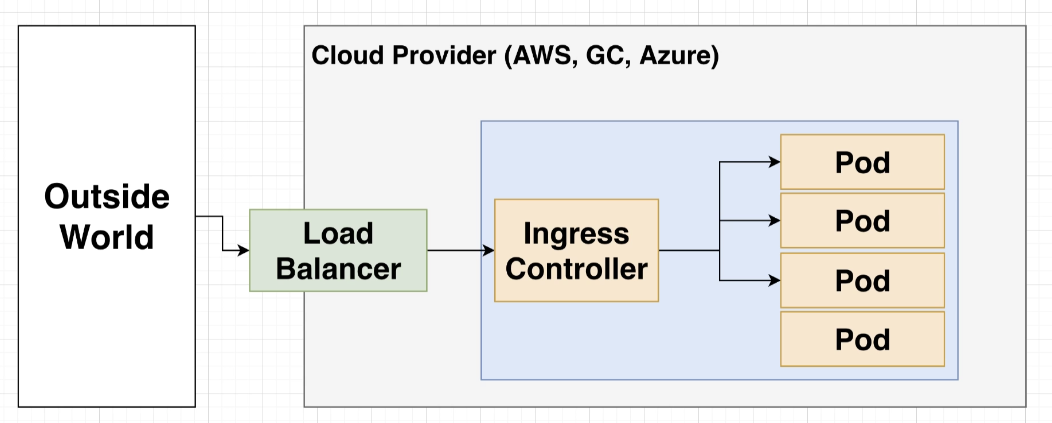 Cloud Provider (AWS, GC, Azure)
Outside
World
Load
Balancer
Ingress
Controller
Pod
Pod
Pod
Pod